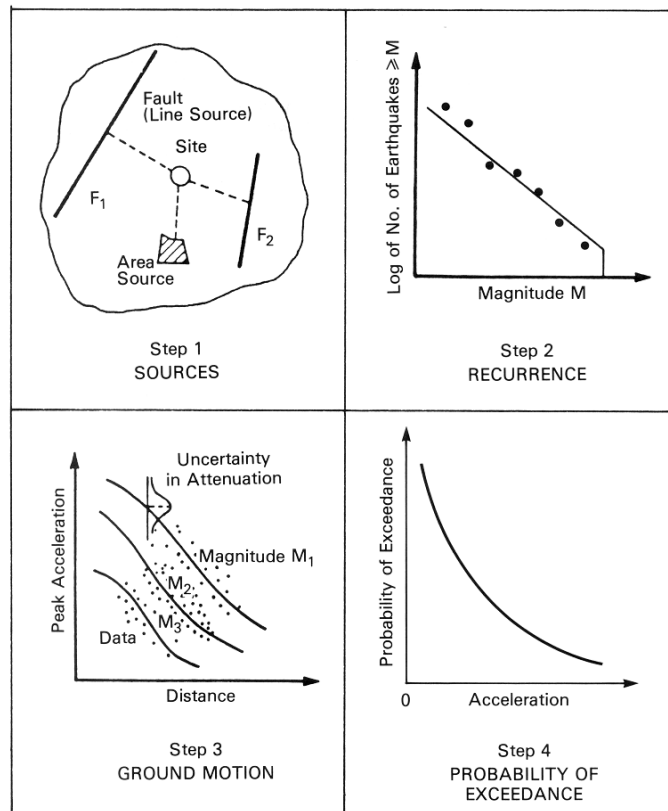 Fault
(Line Source)
Site
F₁
F₂
Area
Source
Step 1
SOURCES
Log of No. of Earthquakes ⩾ M
Magnitude M
Step 2
RECURRENCE
Uncertainty
in Attenuation
Magnitude M₁
M₂
M₃
Data
Peak Acceleration
Distance
Step 3
GROUND MOTION
Probability of Exceedance
0
Acceleration
Step 4
PROBABILITY OF
EXCEEDANCE